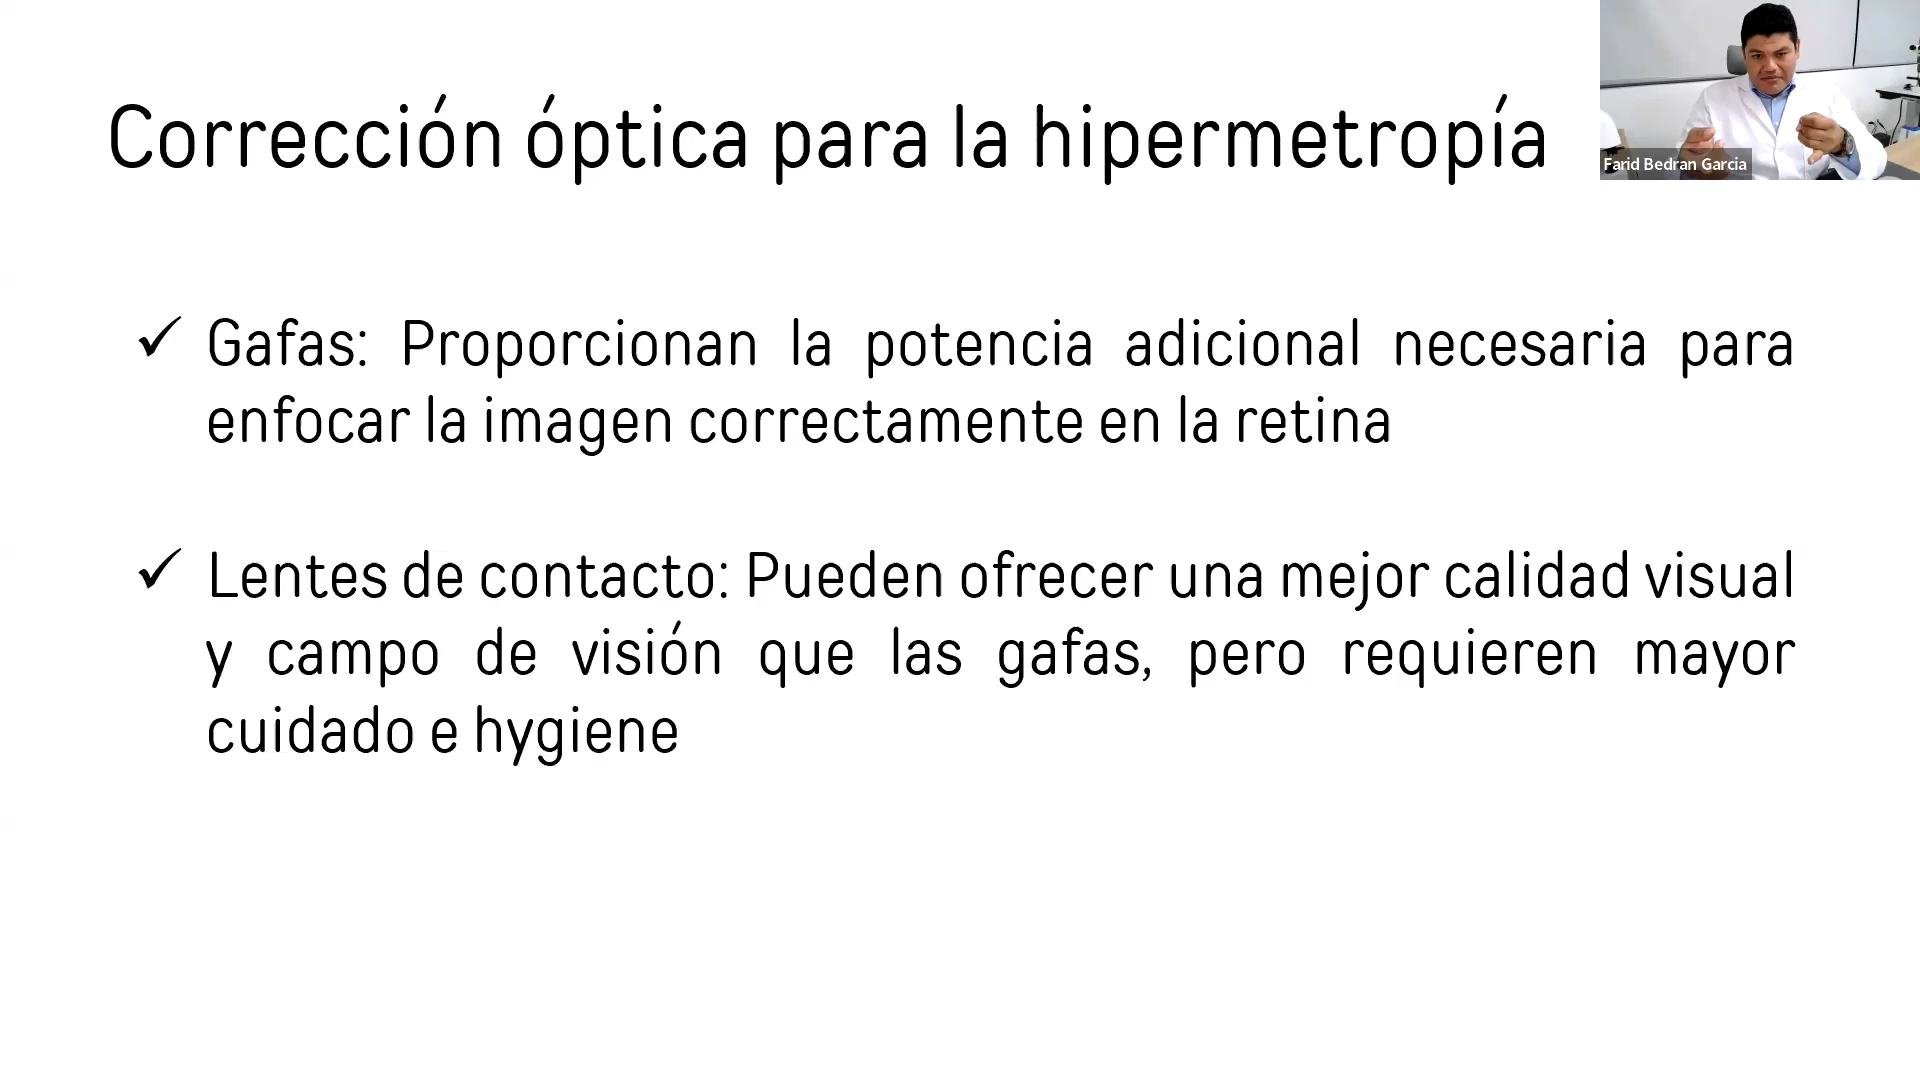 Corrección óptica para la hipermetropía
Farid Bedran Garcia
✓ Gafas: Proporcionan la potencia adicional necesaria para
enfocar la imagen correctamente en la retina
✓ Lentes de contacto: Pueden ofrecer una mejor calidad visual
y campo de visión que las gafas, pero requieren mayor
cuidado e hygiene